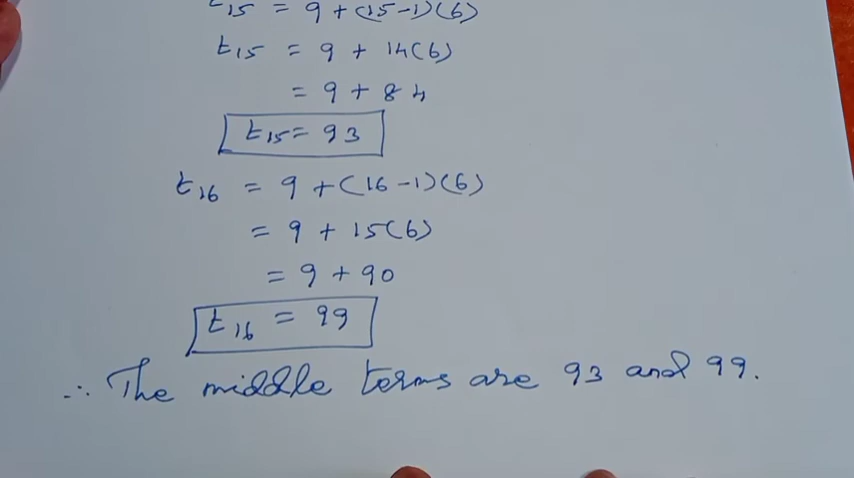 t15 = 9 + (15-1)(6)
t15 = 9 + 14(6)
= 9 + 84
t15 = 93
t16 = 9 + (16-1)(6)
= 9 + 15(6)
= 9 + 90
t16 = 99
∴ The middle terms are 93 and 99.